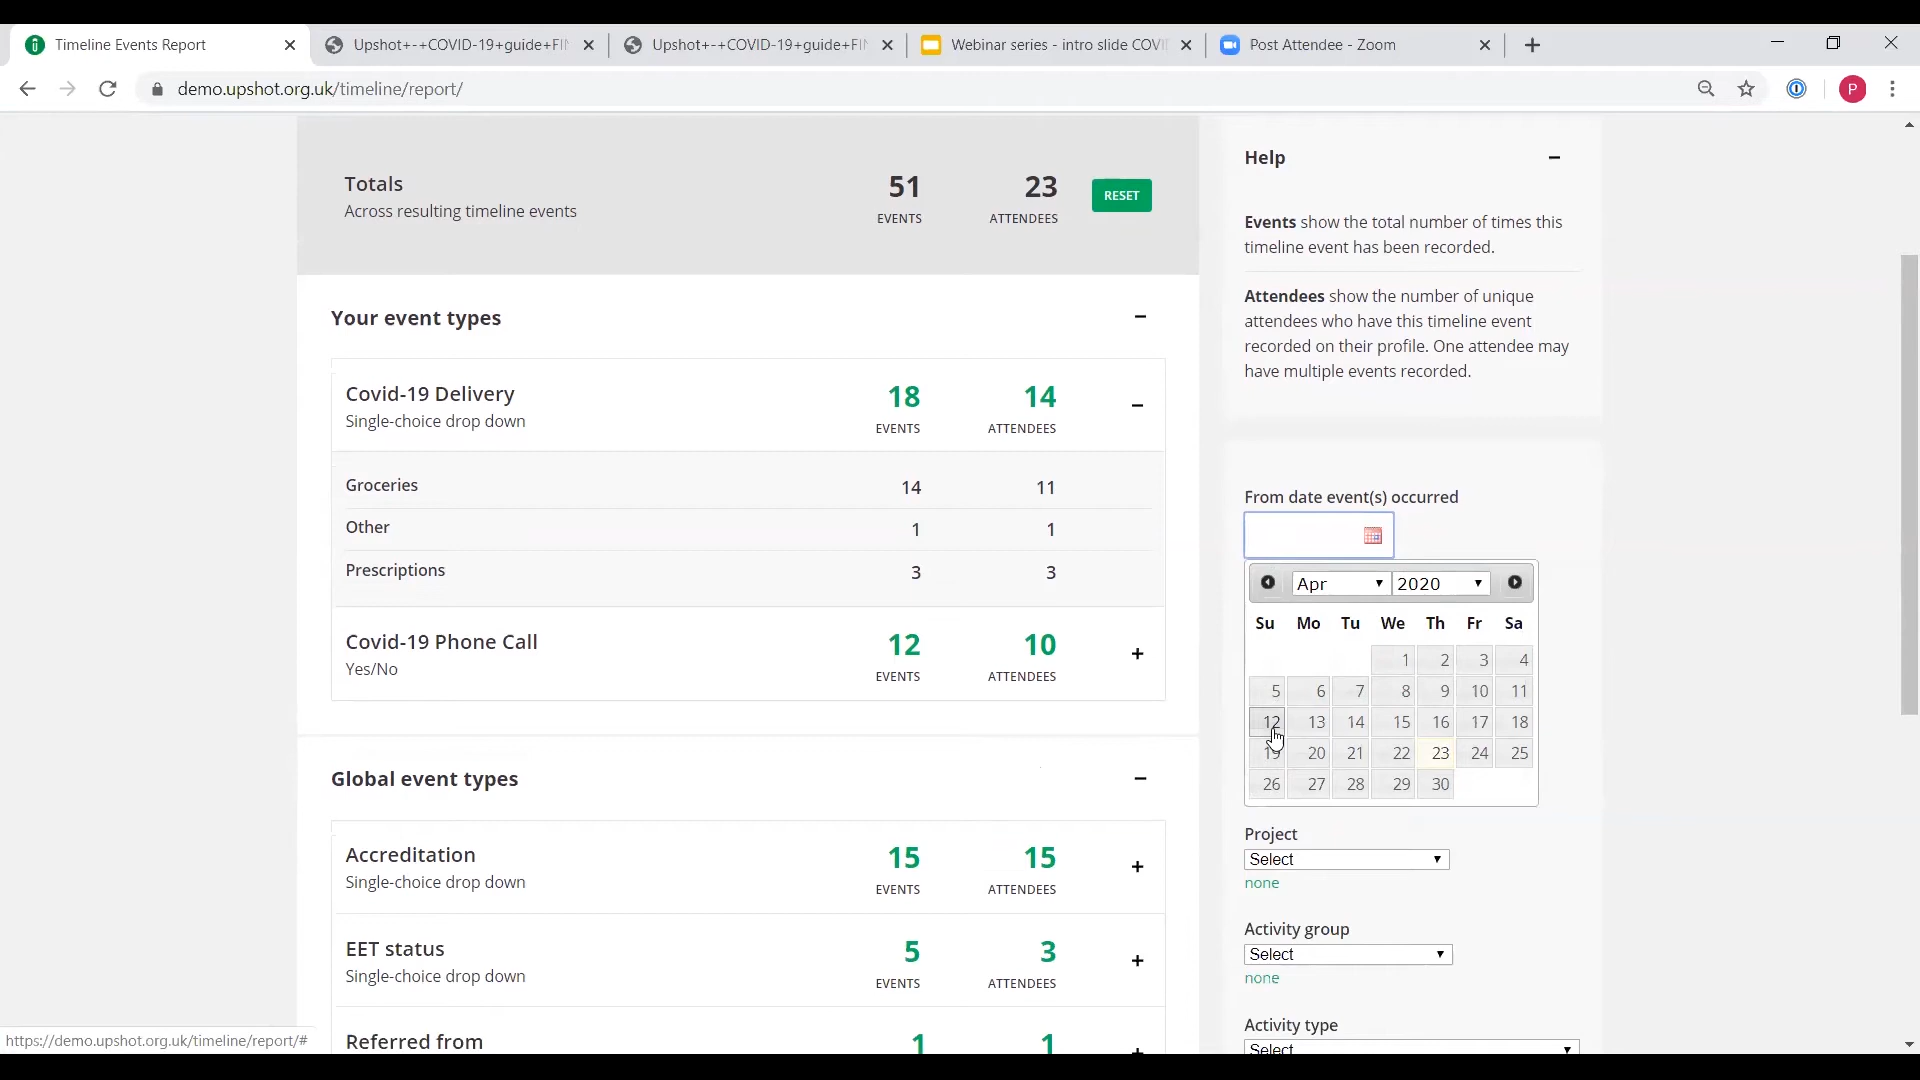 Timeline Events Report
Upshot+-+COVID-19+guide+FIN
Upshot+-+COVID-19+guide+FIN
Webinar series - intro slide COVI
Post Attendee - Zoom
demo.upshot.org.uk/timeline/report/
P
Totals
Across resulting timeline events
51
EVENTS
23
ATTENDEES
RESET
Your event types
Covid-19 Delivery
Single-choice drop down
18
EVENTS
14
ATTENDEES
Groceries 14 11
Other 1 1
Prescriptions 3 3
Covid-19 Phone Call
Yes/No
12
EVENTS
10
ATTENDEES
Global event types
Accreditation
Single-choice drop down
15
EVENTS
15
ATTENDEES
EET status
Single-choice drop down
5
EVENTS
3
ATTENDEES
Referred from
1
1
Help
Events show the total number of times this
timeline event has been recorded.
Attendees show the number of unique
attendees who have this timeline event
recorded on their profile. One attendee may
have multiple events recorded.
From date event(s) occurred
Apr 2020
Su Mo Tu We Th Fr Sa
1 2 3 4
5 6 7 8 9 10 11
12 13 14 15 16 17 18
19 20 21 22 23 24 25
26 27 28 29 30
Project
Select
none
Activity group
Select
none
Activity type
Select
https://demo.upshot.org.uk/timeline/report/#